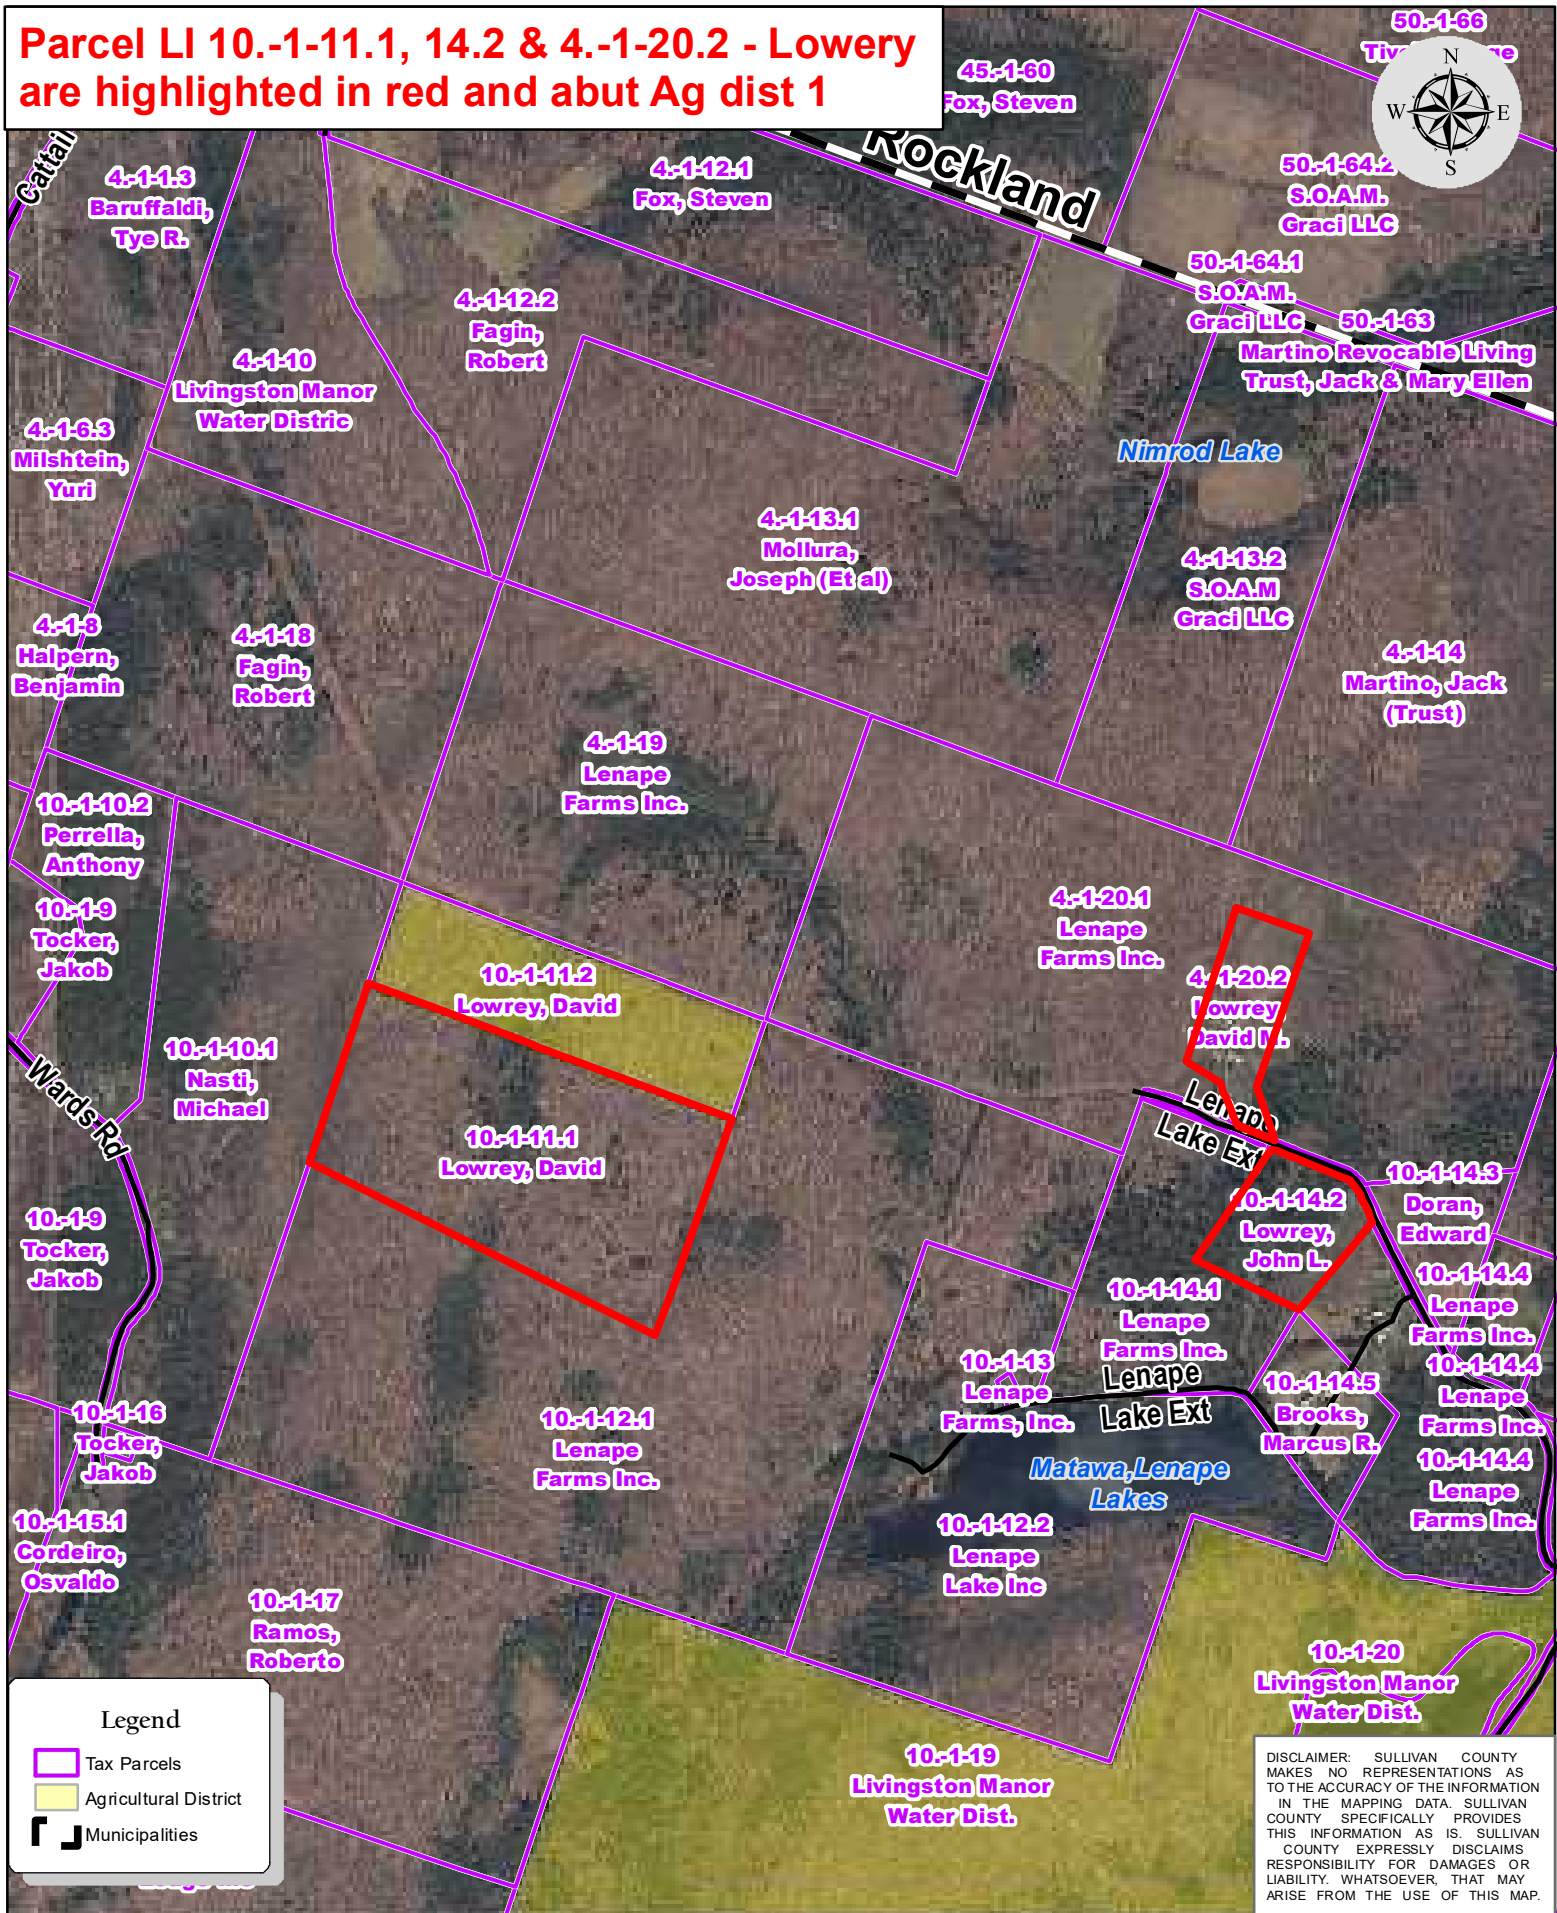 Parcel LI 10.-1-11.1, 14.2 & 4.-1-20.2 - Lowery
are highlighted in red and abut Ag dist 1
50.-1-66
N
W
E
S
45.-1-60
Fox, Steven
Rockland
Cattail
4.-1-1.3
Baruffaldi,
Tye R.
4.-1-12.1
Fox, Steven
50.-1-64.2
S.O.A.M.
Graci LLC
50.-1-64.1
S.O.A.M.
Graci LLC
50.-1-63
Martino Revocable Living
Trust, Jack & Mary Ellen
4.-1-12.2
Fagin,
Robert
4.-1-10
Livingston Manor
Water Distric
4.-1-6.3
Milshtein,
Yuri
Nimrod Lake
4.-1-13.1
Mollura,
Joseph (Et al)
4.-1-13.2
S.O.A.M
Graci LLC
4.-1-8
Halpern,
Benjamin
4.-1-18
Fagin,
Robert
4.-1-14
Martino, Jack
(Trust)
4.-1-19
Lenape
Farms Inc.
10.-1-10.2
Perrella,
Anthony
10.-1-9
Tocker,
Jakob
4.-1-20.1
Lenape
Farms Inc.
10.-1-11.2
Lowrey, David
4.-1-20.2
Lowrey
David M.
10.-1-10.1
Nasti,
Michael
Wards Rd
Lenape
Lake Ext
10.-1-11.1
Lowrey, David
10.-1-14.3
Doran,
Edward
10.-1-14.2
Lowrey,
John L.
10.-1-9
Tocker,
Jakob
10.-1-14.4
Lenape
Farms Inc.
10.-1-14.1
Lenape
Farms Inc.
10.-1-13
Lenape
Farms, Inc.
Lenape
Lake Ext
10.-1-14.5
Brooks,
Marcus R.
10.-1-14.4
Lenape
Farms Inc.
10.-1-16
Tocker,
Jakob
10.-1-12.1
Lenape
Farms Inc.
Matawa,Lenape
Lakes
10.-1-14.4
Lenape
Farms Inc.
10.-1-15.1
Cordeiro,
Osvaldo
10.-1-12.2
Lenape
Lake Inc
10.-1-17
Ramos,
Roberto
10.-1-20
Livingston Manor
Water Dist.
10.-1-19
Livingston Manor
Water Dist.
Legend
Tax Parcels
Agricultural District
Municipalities
DISCLAIMER: SULLIVAN COUNTY
MAKES NO REPRESENTATIONS AS
TO THE ACCURACY OF THE INFORMATION
IN THE MAPPING DATA. SULLIVAN
COUNTY SPECIFICALLY PROVIDES
THIS INFORMATION AS IS. SULLIVAN
COUNTY EXPRESSLY DISCLAIMS
RESPONSIBILITY FOR DAMAGES OR
LIABILITY. WHATSOEVER, THAT MAY
ARISE FROM THE USE OF THIS MAP.